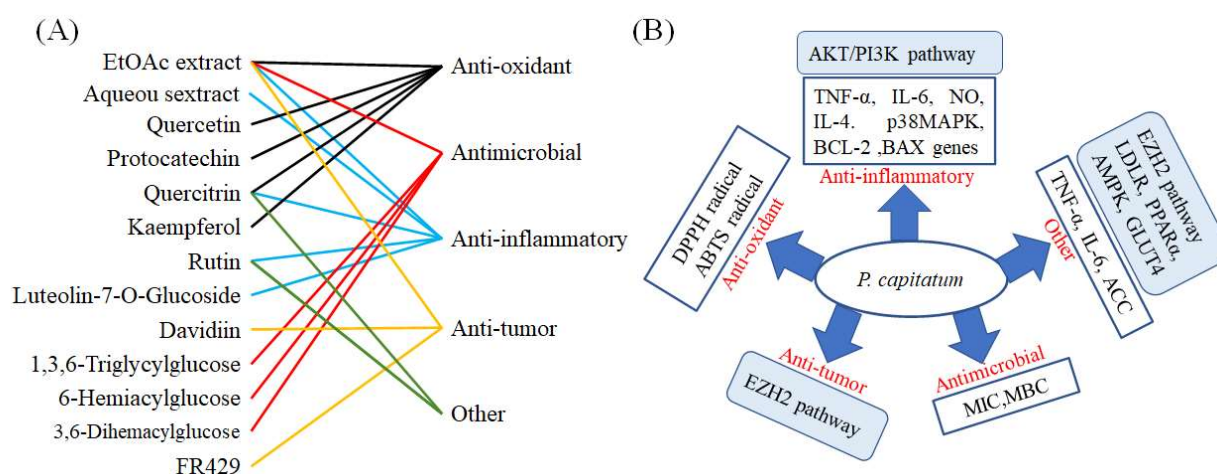 (A)
EtOAc extract
Aqueou sextract
Quercetin
Protocatechin
Quercitrin
Kaempferol
Rutin
Luteolin-7-O-Glucoside
Davidiin
1,3,6-Triglycylglucose
6-Hemiacylglucose
3,6-Dihemacylglucose
FR429
Anti-oxidant
Antimicrobial
Anti-inflammatory
Anti-tumor
Other
(B)
AKT/PI3K pathway
TNF-α, IL-6, NO,
IL-4. p38MAPK,
BCL-2 ,BAX genes
Anti-inflammatory
DPPH radical
ABTS radical
Anti-oxidant
P. capitatum
EZH2 pathway
LDLR, PPARα,
AMPK, GLUT4
TNF-α, IL-6, ACC
Other
Anti-tumor
EZH2 pathway
Antimicrobial
MIC,MBC